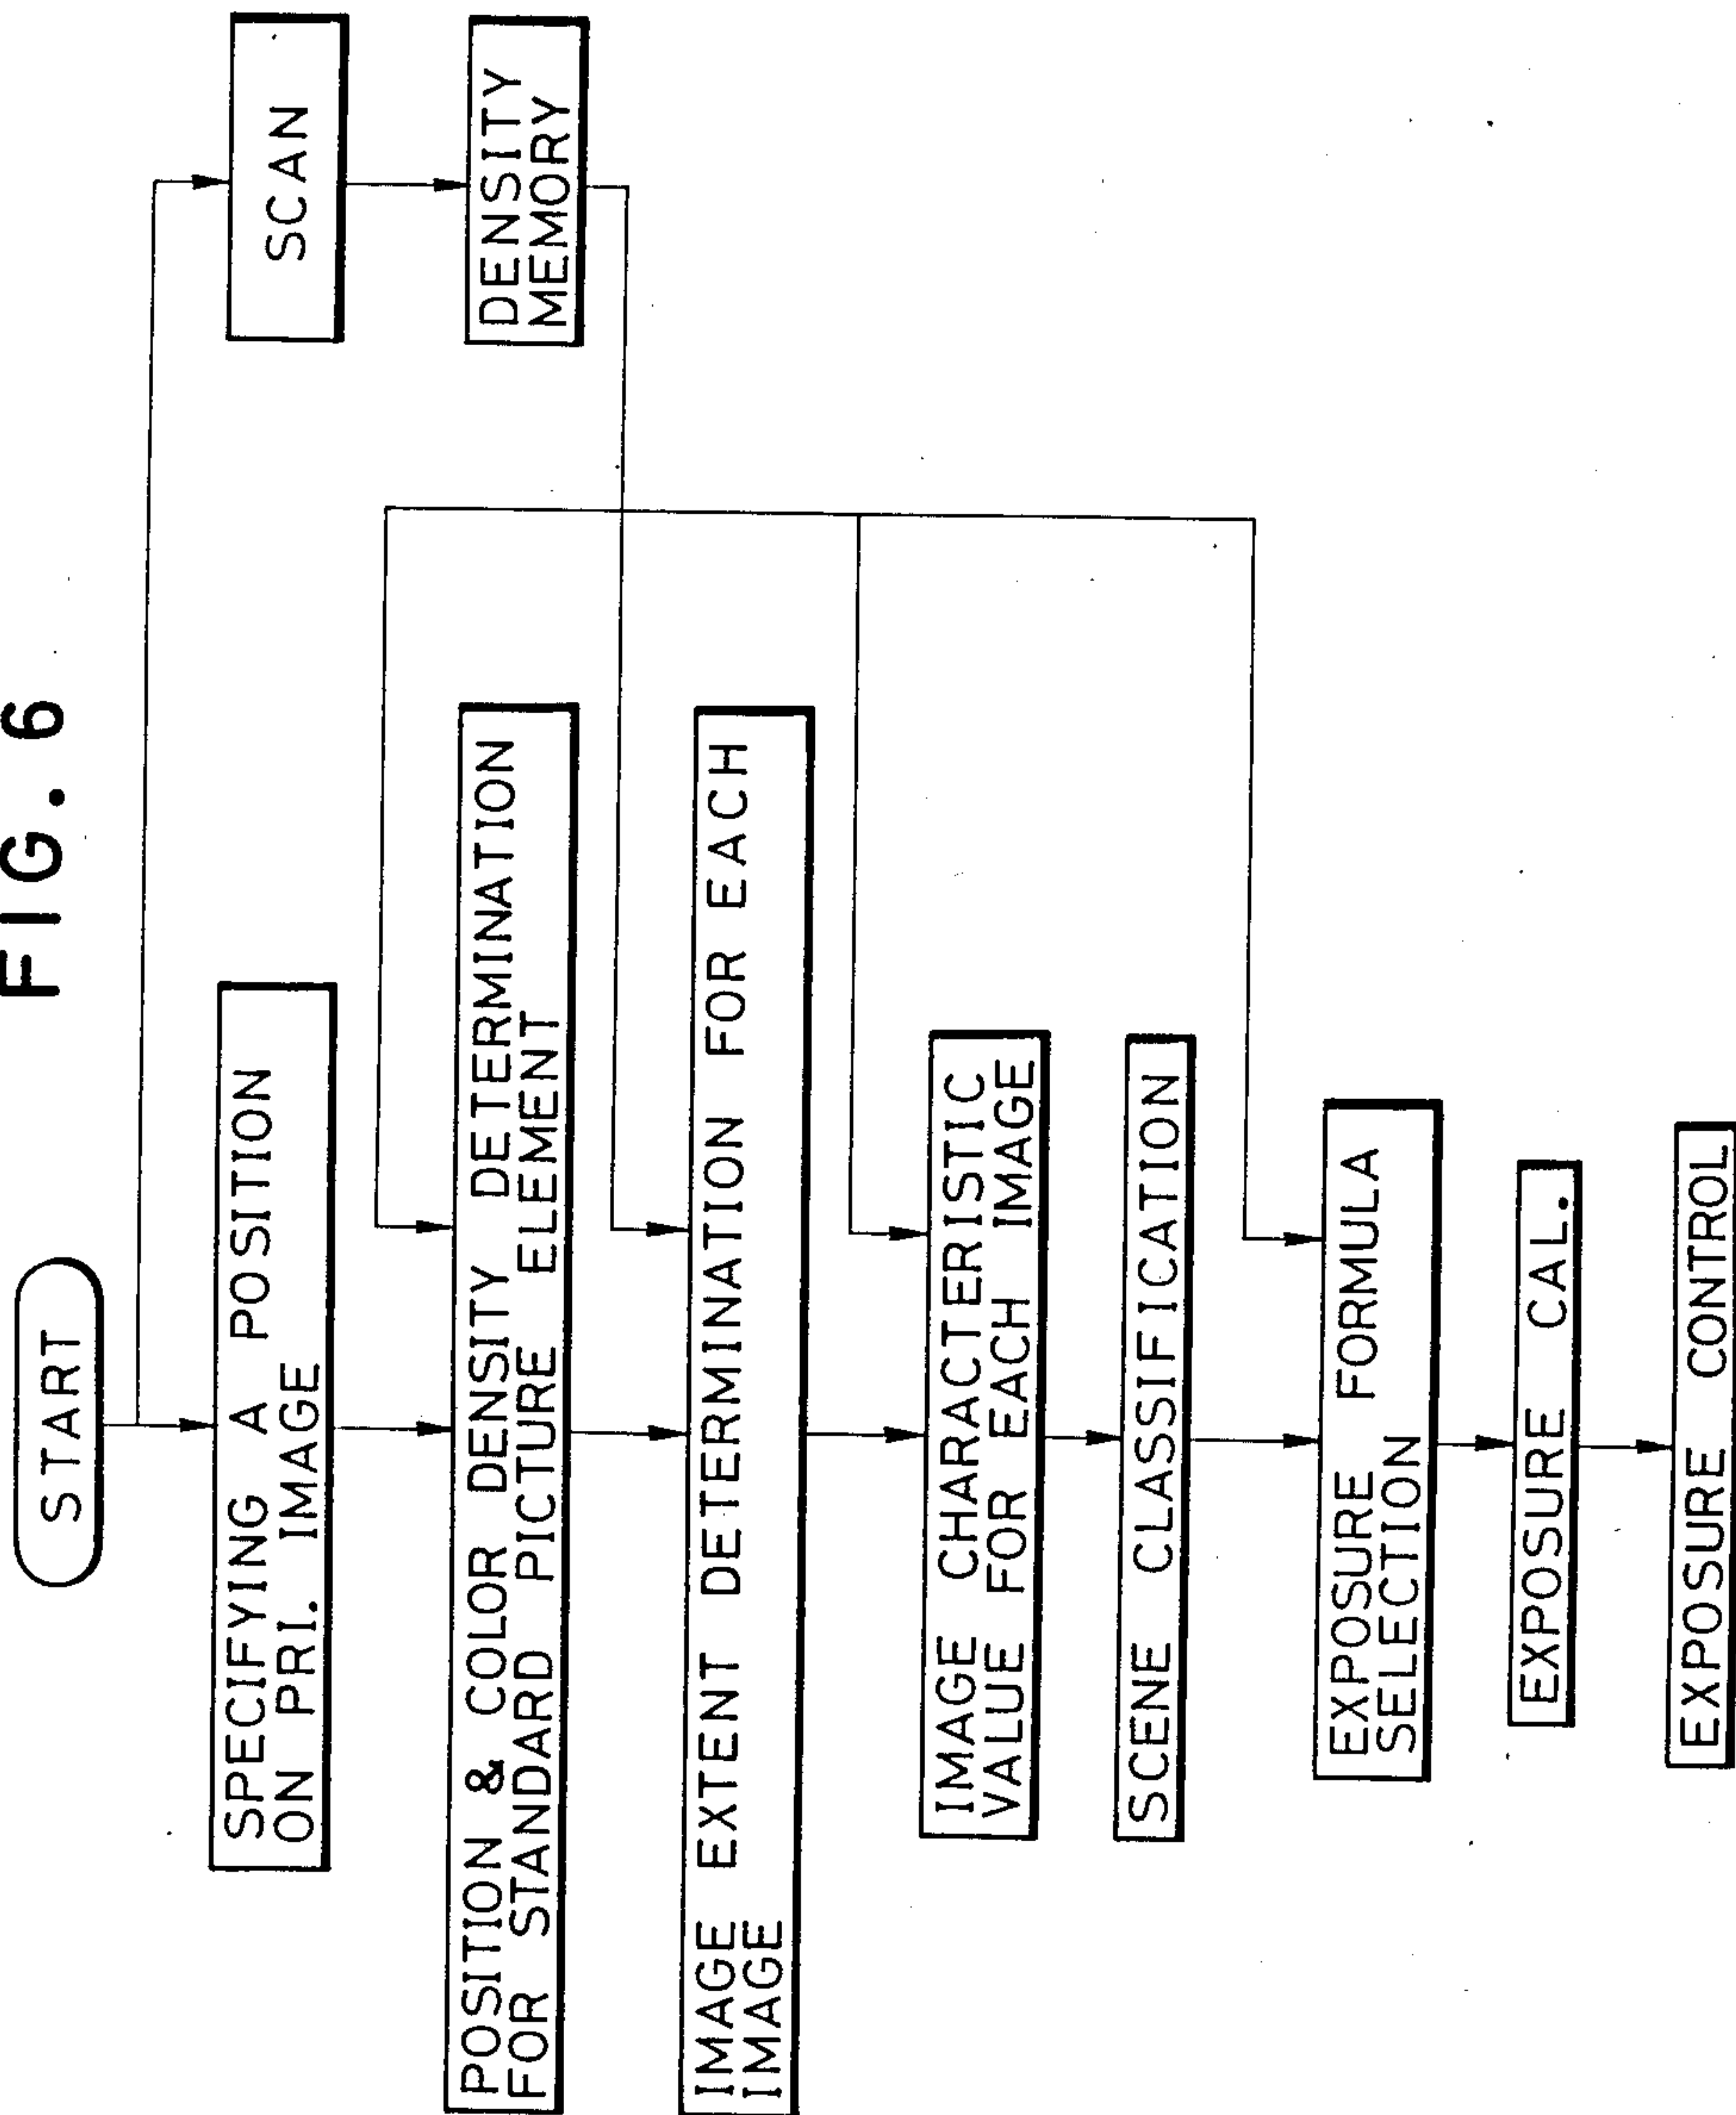 FIG. 6
START
SPECIFYING A POSITION
ON PRI. IMAGE
SCAN
POSITION & COLOR DENSITY DETERMINATION
FOR STANDARD PICTURE ELEMENT
DENSITY
MEMORY
IMAGE EXTENT DETERMINATION FOR EACH
IMAGE
IMAGE CHARACTERISTIC
VALUE FOR EACH IMAGE
SCENE CLASSIFICATION
EXPOSURE FORMULA
SELECTION
EXPOSURE CAL.
EXPOSURE CONTROL